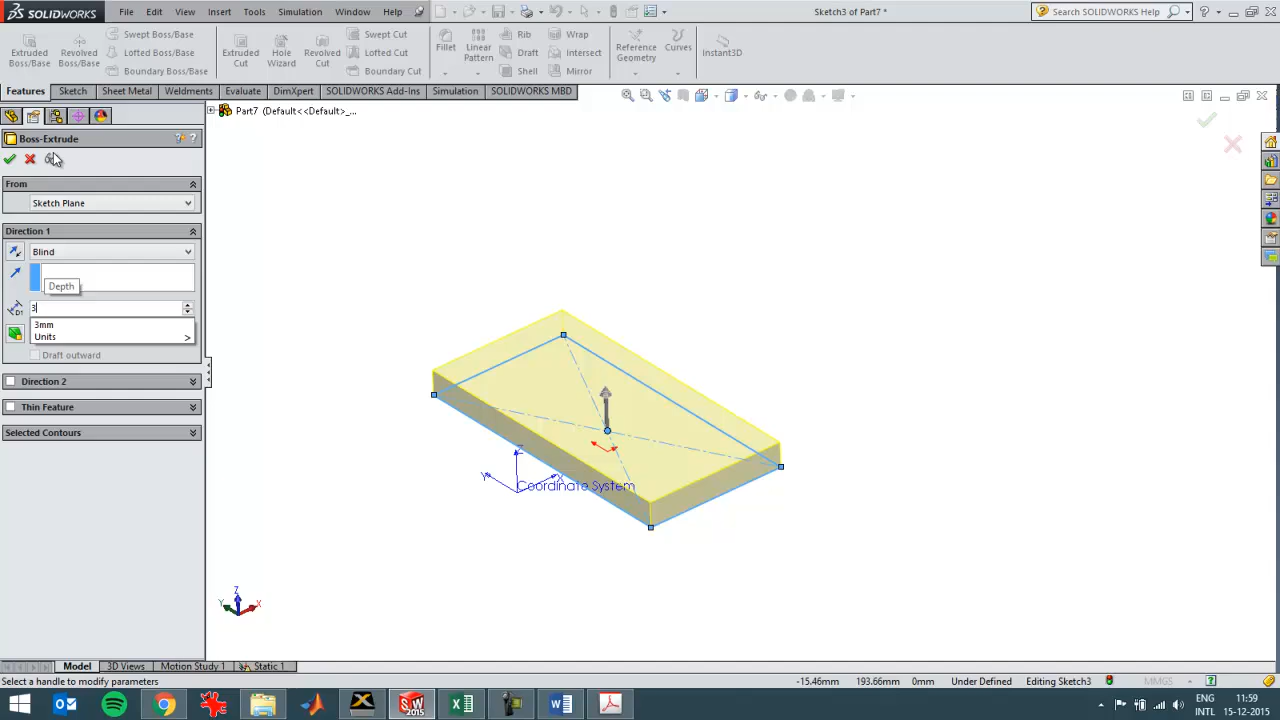 SOLIDWORKS File Edit View Insert Tools Simulation Window Help Sketch3 of Part7 * Search SOLIDWORKS Help
Extruded Boss/Base
Revolved Boss/Base
Swept Boss/Base
Lofted Boss/Base
Boundary Boss/Base
Extruded Cut
Hole Wizard
Revolved Cut
Swept Cut
Lofted Cut
Boundary Cut
Fillet
Linear Pattern
Rib
Draft
Shell
Wrap
Intersect
Mirror
Reference Geometry
Curves
Instant3D
Features Sketch Sheet Metal Weldments Evaluate DimXpert SOLIDWORKS Add-Ins Simulation SOLIDWORKS MBD
Part7 (Default<<Default>_...
Boss-Extrude
From
Sketch Plane
Direction 1
Blind
Depth
D1
3
3mm
Units >
Draft outward
Direction 2
Thin Feature
Selected Contours
Z
Y X
Coordinate System
Z
Y X
Model 3D Views Motion Study 1 Static 1
Select a handle to modify parameters -15.46mm 193.66mm 0mm Under Defined Editing Sketch3 MMGS
SW 2015
ENG 11:59
INTL 15-12-2015